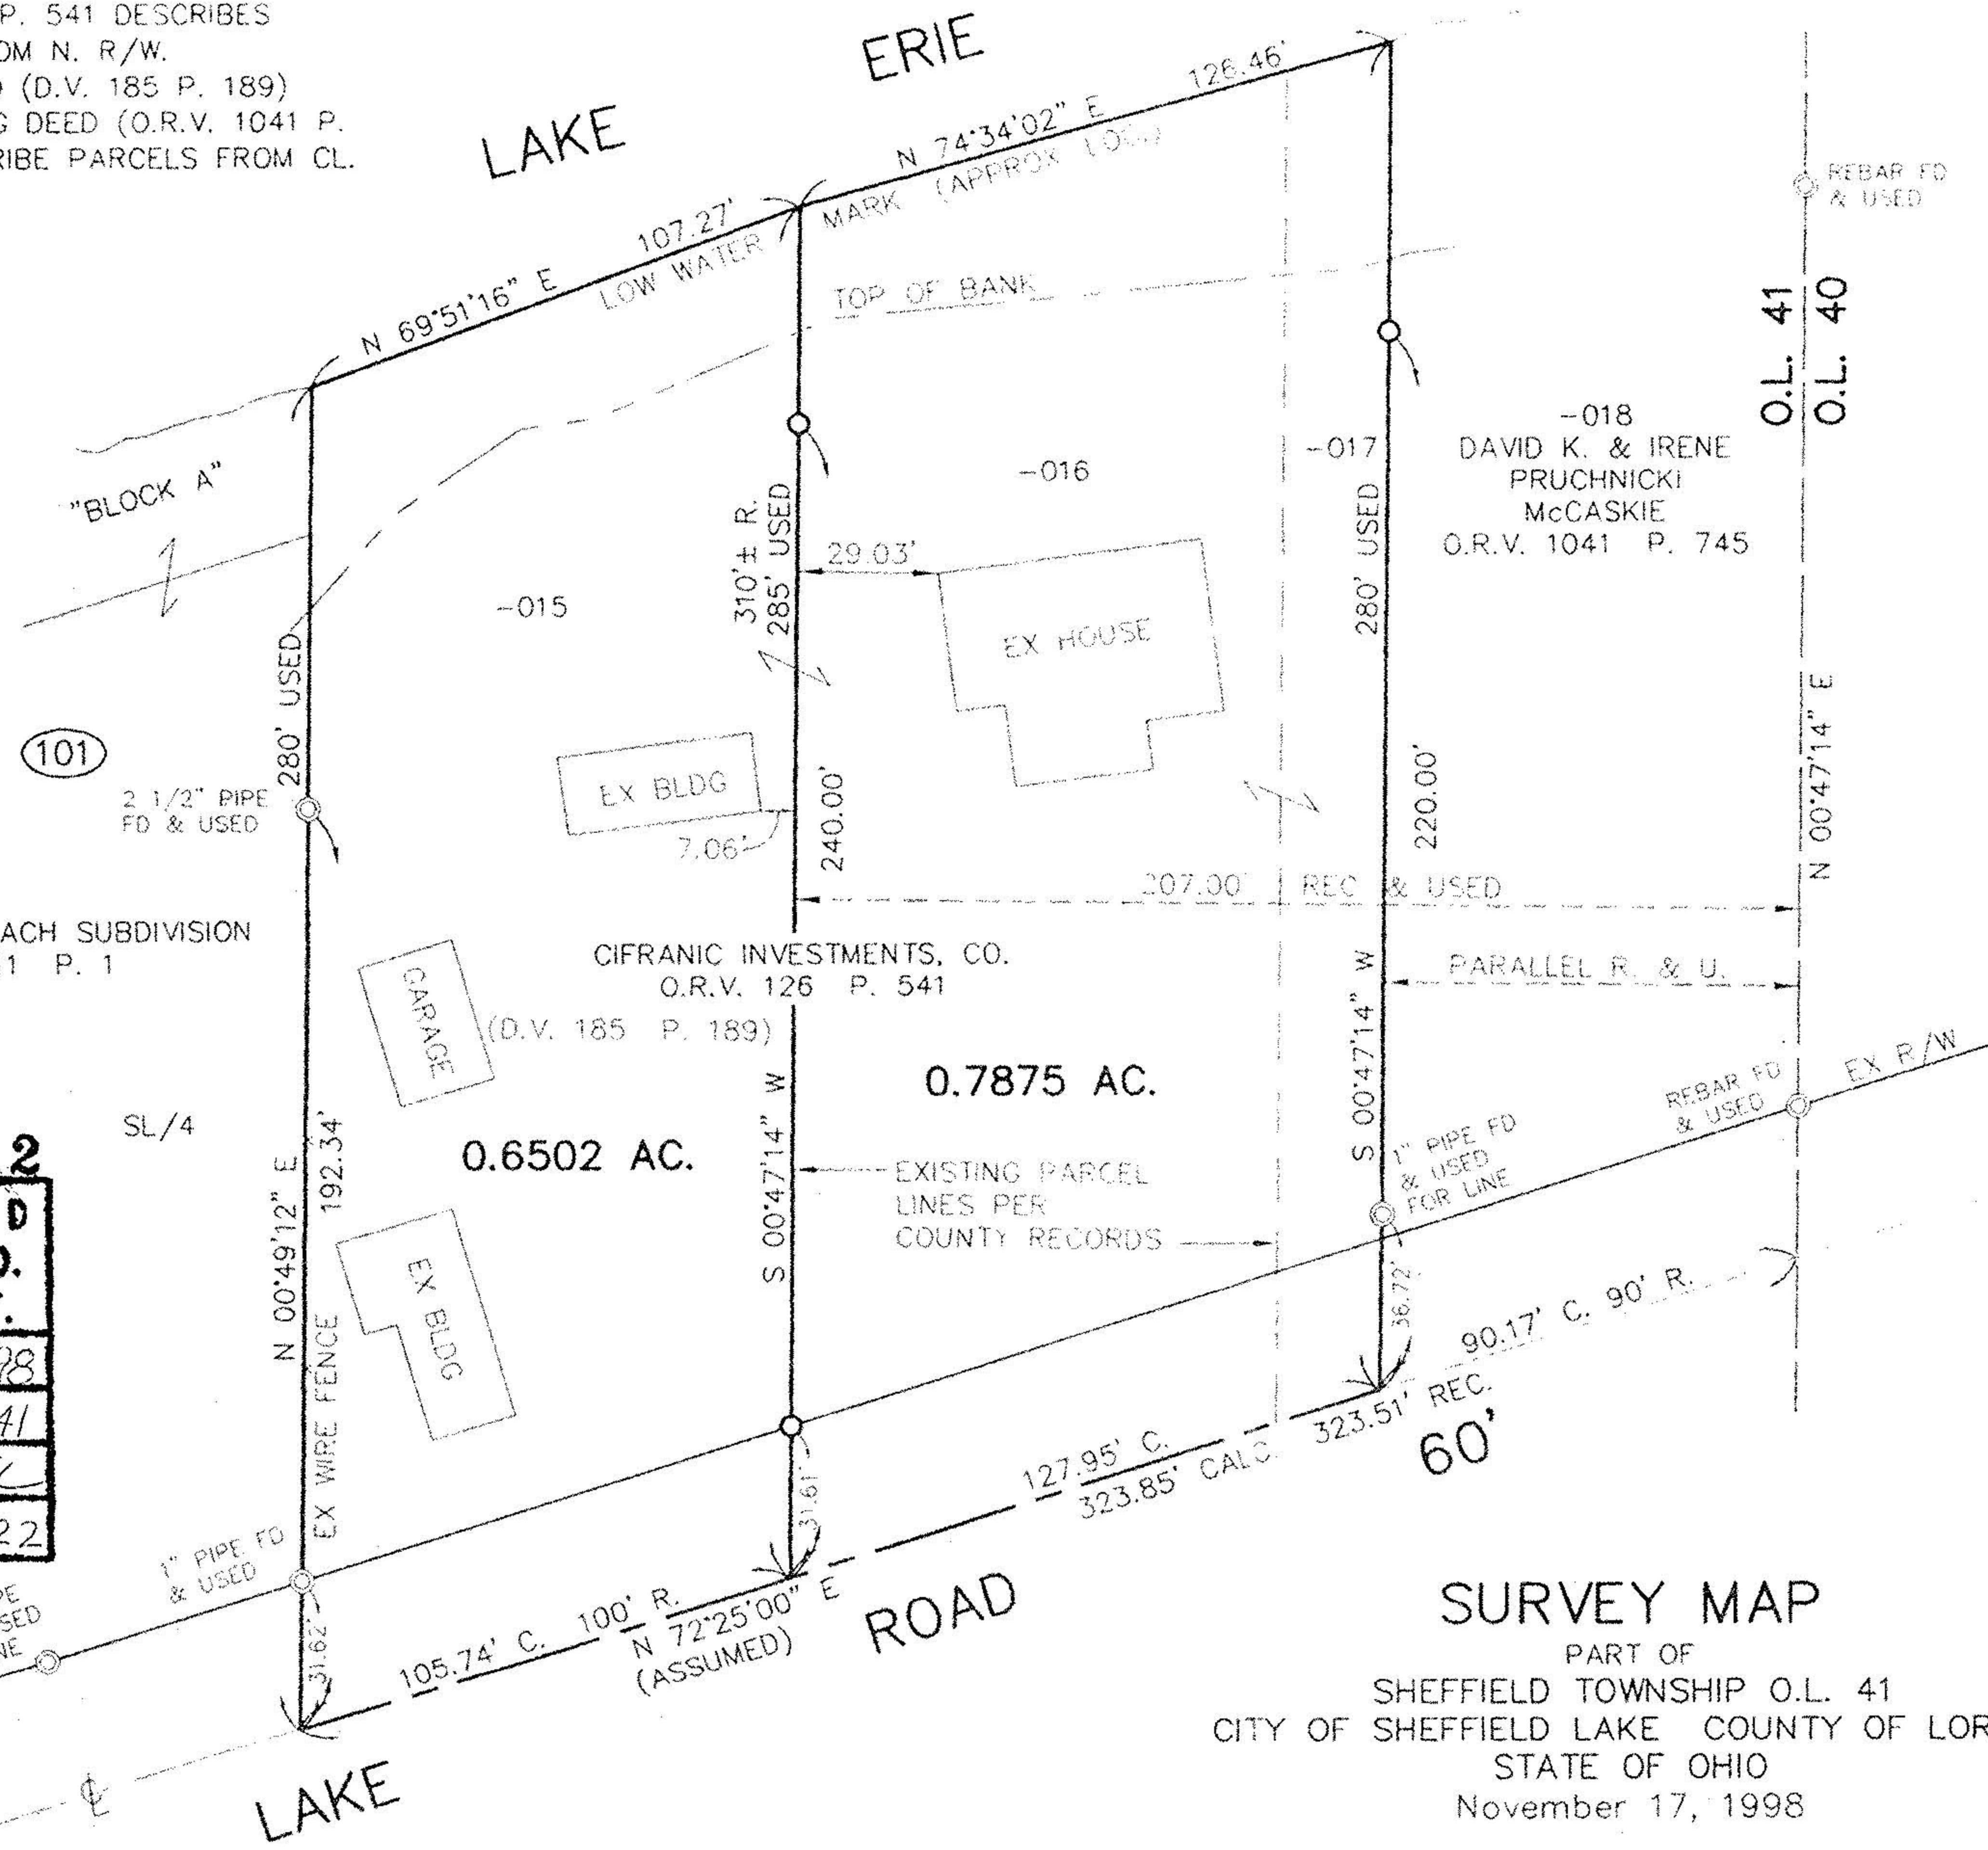 P. 541 DESCRIBES
OM N. R/W.
(D.V. 185 P. 189)
G DEED (O.R.V. 1041 P.
RIBE PARCELS FROM CL.
LAKE ERIE
N 69°51'16" E 107.27'
LOW WATER MARK (APPROX LOC.)
N 74°34'02" E 126.46'
TOP OF BANK
REBAR FD
& USED
O.L. 41
O.L. 40
"BLOCK A"
-015
-016
-017
-018
DAVID K. & IRENE
PRUCHNICKI
McCASKIE
O.R.V. 1041 P. 745
280' USED
310'± R.
285' USED
280' USED
29.03'
EX HOUSE
EX BLDG
7.06'
240.00'
220.00'
N 00°47'14" E
101
2 1/2" PIPE
FD & USED
207.00' REC & USED
ACH SUBDIVISION
1 P. 1
CIFRANIC INVESTMENTS, CO.
O.R.V. 126 P. 541
(D.V. 185 P. 189)
PARALLEL R. & U.
GARAGE
0.7875 AC.
0.6502 AC.
SL/4
N 00°49'12" E 192.34'
S 00°47'14" W
S 00°47'14" W
EXISTING PARCEL
LINES PER
COUNTY RECORDS
1" PIPE FD
& USED
FOR LINE
REBAR FD
& USED
EX R/W
EX BLDG
EX WIRE FENCE
2
D
98
41
22
36.72'
90.17' C. 90' R.
127.95' C.
323.85' CALC. 323.51' REC.
60'
31.61'
1" PIPE FD
& USED
PE
SED
NE
31.62'
105.74' C. 100' R.
N 72°25'00" E
(ASSUMED)
LAKE ROAD
SURVEY MAP
PART OF
SHEFFIELD TOWNSHIP O.L. 41
CITY OF SHEFFIELD LAKE COUNTY OF LOR
STATE OF OHIO
November 17, 1998